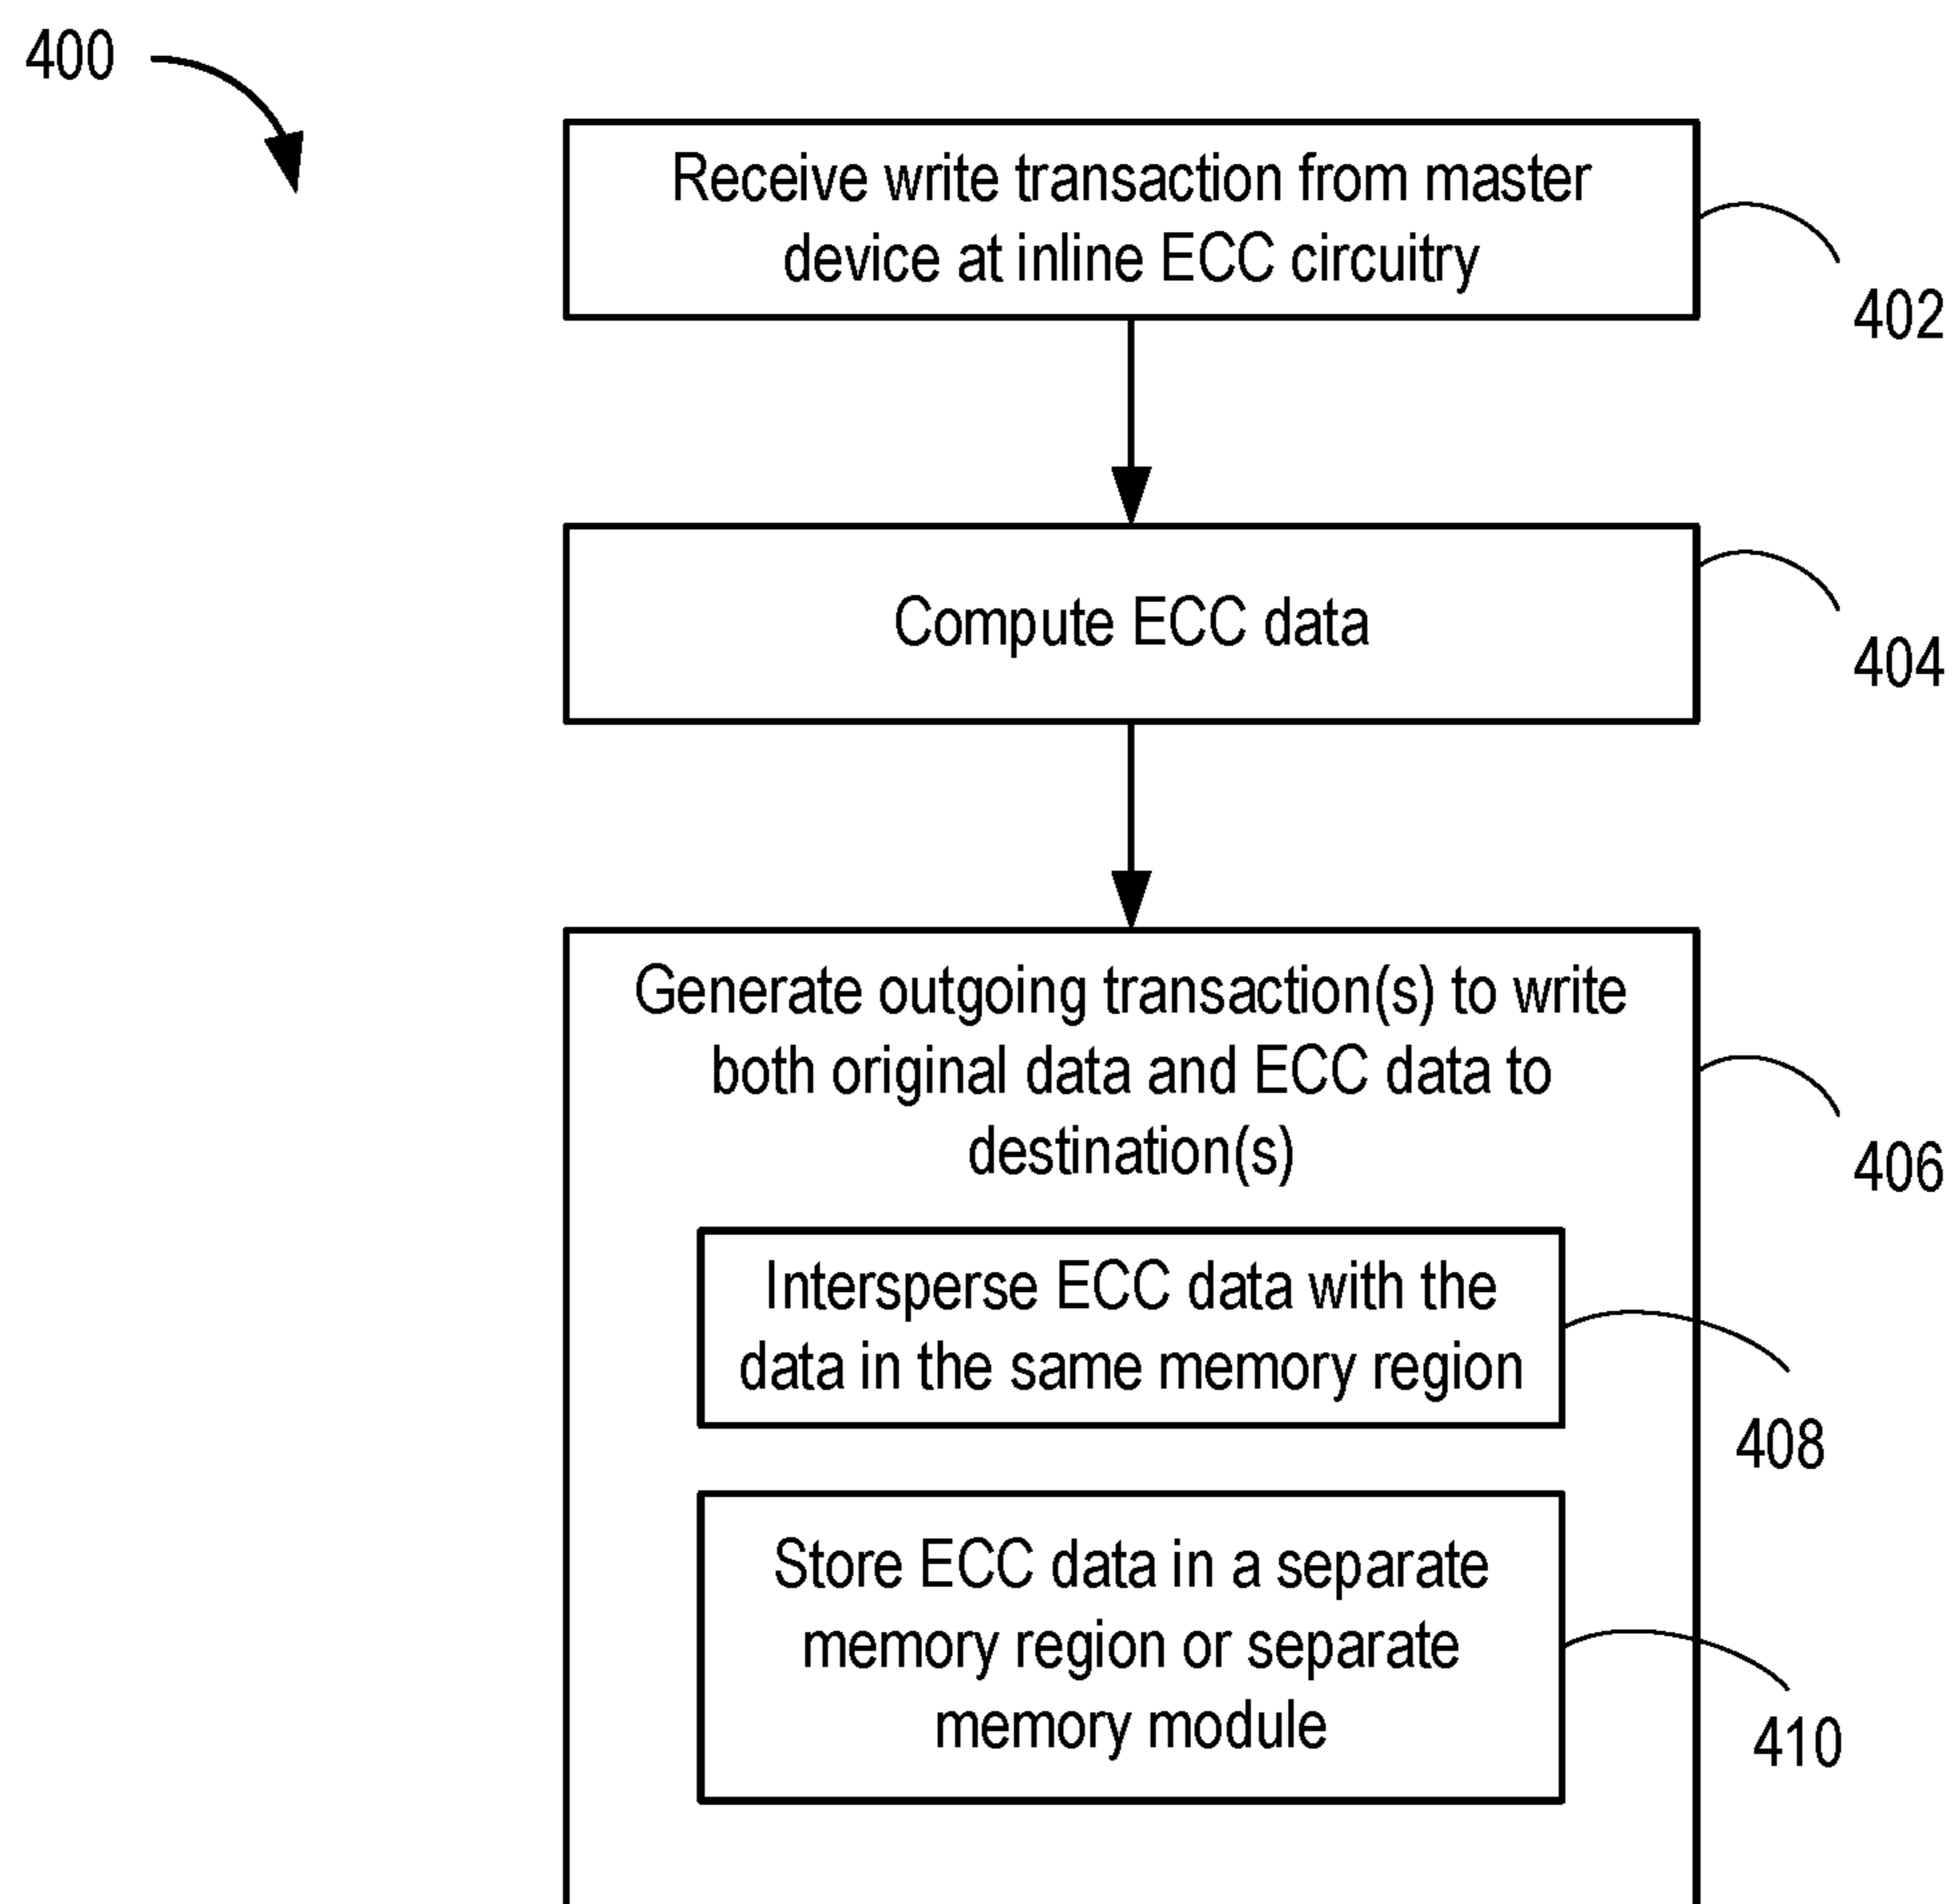 400
Receive write transaction from master
device at inline ECC circuitry
402
Compute ECC data
404
Generate outgoing transaction(s) to write
both original data and ECC data to
destination(s)
406
Intersperse ECC data with the
data in the same memory region
408
Store ECC data in a separate
memory region or separate
memory module
410